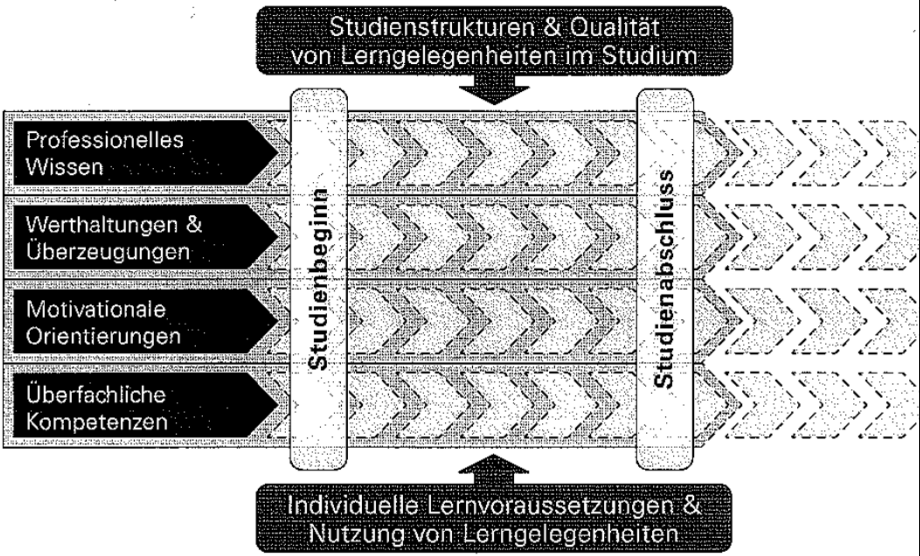 Studienstrukturen & Qualität
von Lerngelegenheiten im Studium
Professionelles
Wissen
Werthaltungen &
Überzeugungen
Motivationale
Orientierungen
Überfachliche
Kompetenzen
Studienbeginn
Studienabschluss
Individuelle Lernvoraussetzungen &
Nutzung von Lerngelegenheiten